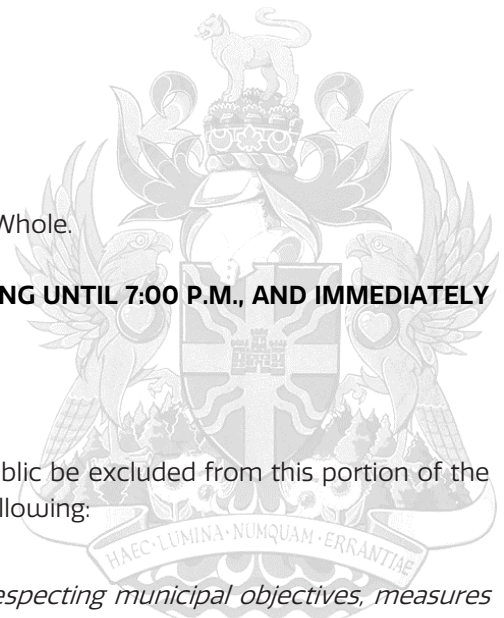 Whole.
NG UNTIL 7:00 P.M., AND IMMEDIATELY
blic be excluded from this portion of the
llowing:
HAEC·LUMINA·NUMQUAM·ERRANTIAE
especting municipal objectives, measures